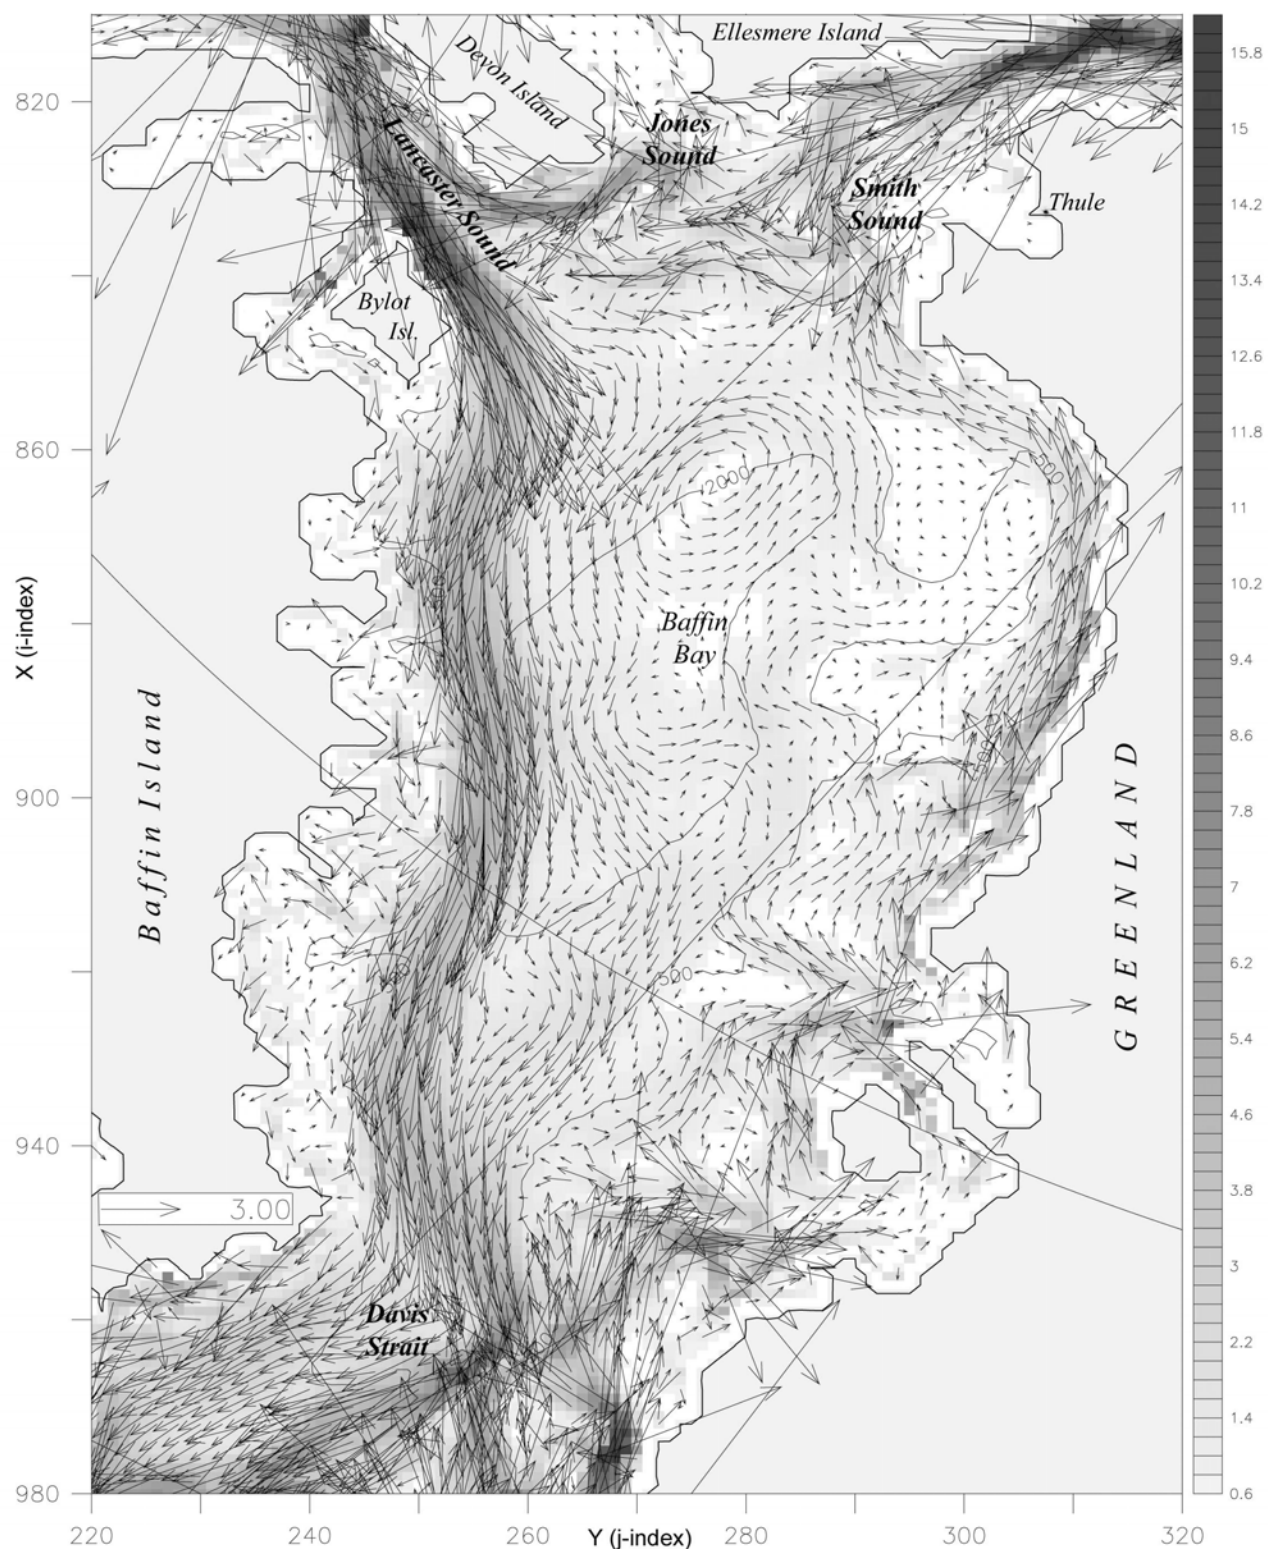 Ellesmere Island
Devon Island
15.8
820
Jones
Sound
15
Lancaster Sound
Smith
Sound
Thule
14.2
13.4
Bylot
Isl.
12.6
11.8
860
500
2000
11
10.2
X (i-index)
Baffin
Bay
9.4
Baffin Island
GREENLAND
8.6
900
7.8
7
6.2
500
5.4
4.6
940
3.8
3.00
3
Davis
Strait
2.2
1.4
980
0.6
220
240
260
Y (j-index)
280
300
320